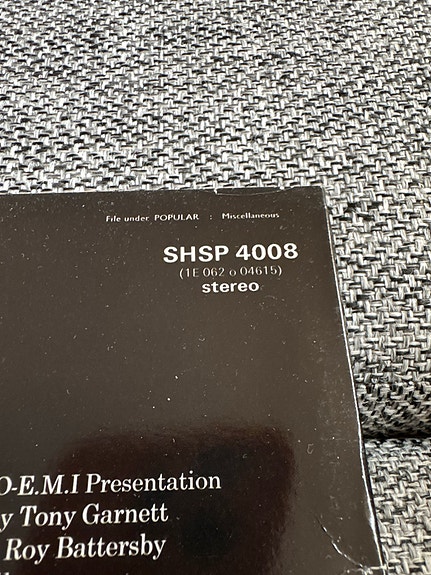 File under POPULAR : Miscellaneous
SHSP 4008
(1E 062 o 04615)
stereo
O-E.M.I Presentation
y Tony Garnett
Roy Battersby